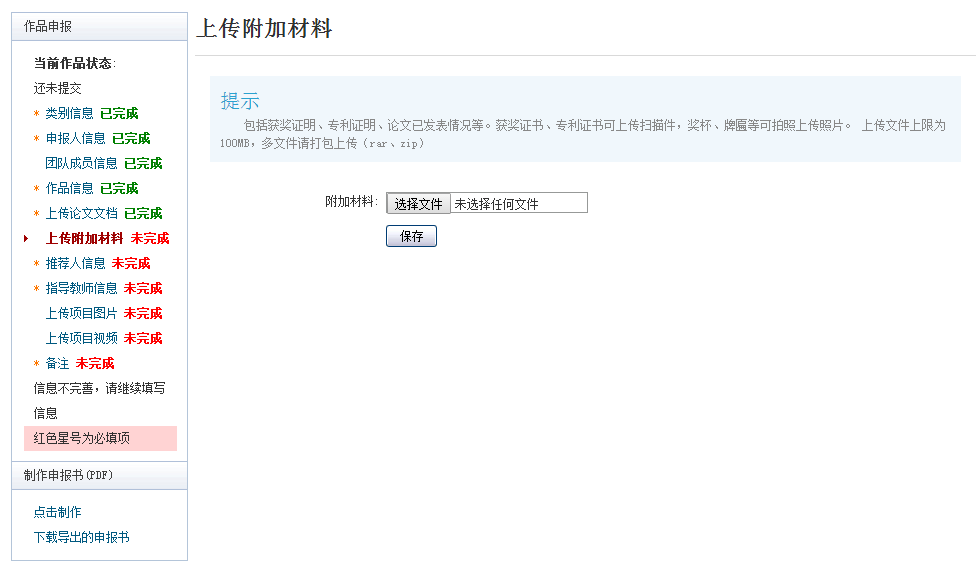 作品申报
当前作品状态:
还未提交
* 类别信息 已完成
* 申报人信息 已完成
团队成员信息 已完成
* 作品信息 已完成
* 上传论文文档 已完成
上传附加材料 未完成
* 推荐人信息 未完成
* 指导教师信息 未完成
上传项目图片 未完成
上传项目视频 未完成
* 备注 未完成
信息不完善，请继续填写
信息
红色星号为必填项
制作申报书(PDF)
点击制作
下载导出的申报书
上传附加材料
提示
包括获奖证明、专利证明、论文已发表情况等。获奖证书、专利证书可上传扫描件，奖杯、牌匾等可拍照上传照片。 上传文件上限为
100MB，多文件请打包上传（rar、zip）
附加材料: 选择文件 未选择任何文件
保存